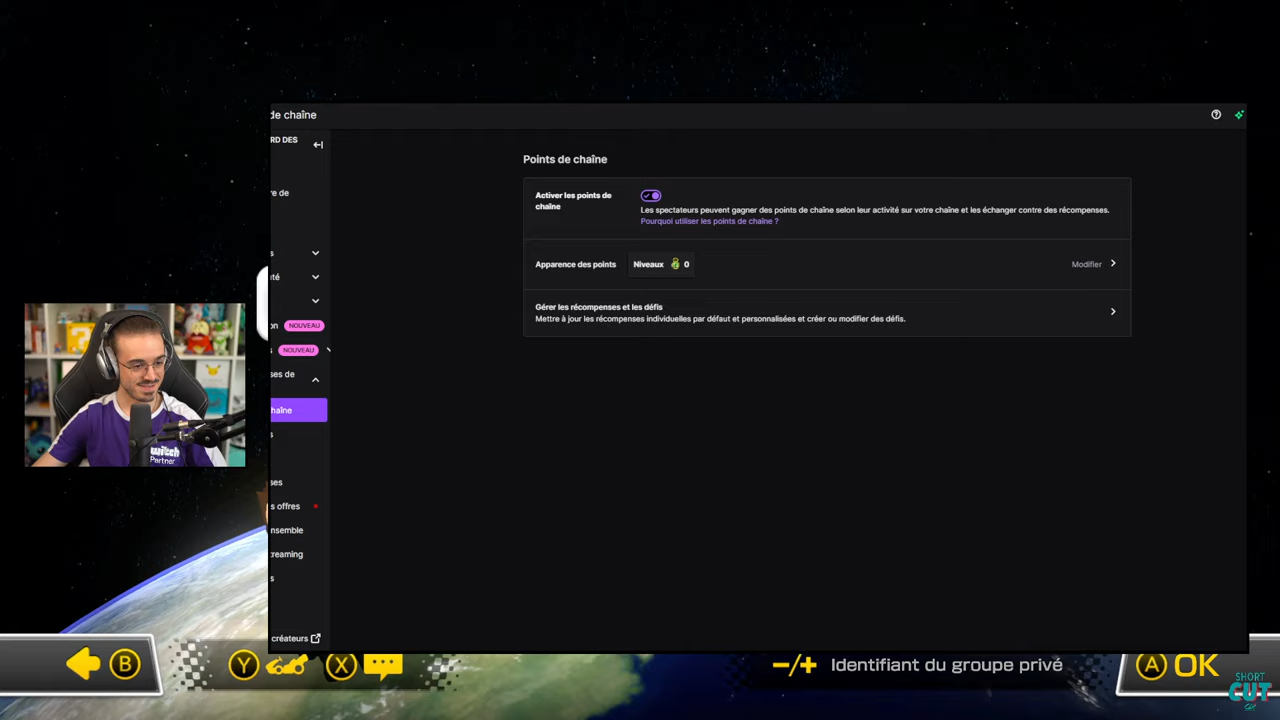 de chaîne
RD DES
re de
s
té
on NOUVEAU
s NOUVEAU
ses de
haîne
s
ses
s offres
nsemble
reaming
s
créateurs
Points de chaîne
Activer les points de
chaîne
Les spectateurs peuvent gagner des points de chaîne selon leur activité sur votre chaîne et les échanger contre des récompenses.
Pourquoi utiliser les points de chaîne ?
Apparence des points
Niveaux 0
Modifier
Gérer les récompenses et les défis
Mettre à jour les récompenses individuelles par défaut et personnalisées et créer ou modifier des défis.
twitch
Partner
B
Y
X
−/+ Identifiant du groupe privé
A OK
SHORT
CUT